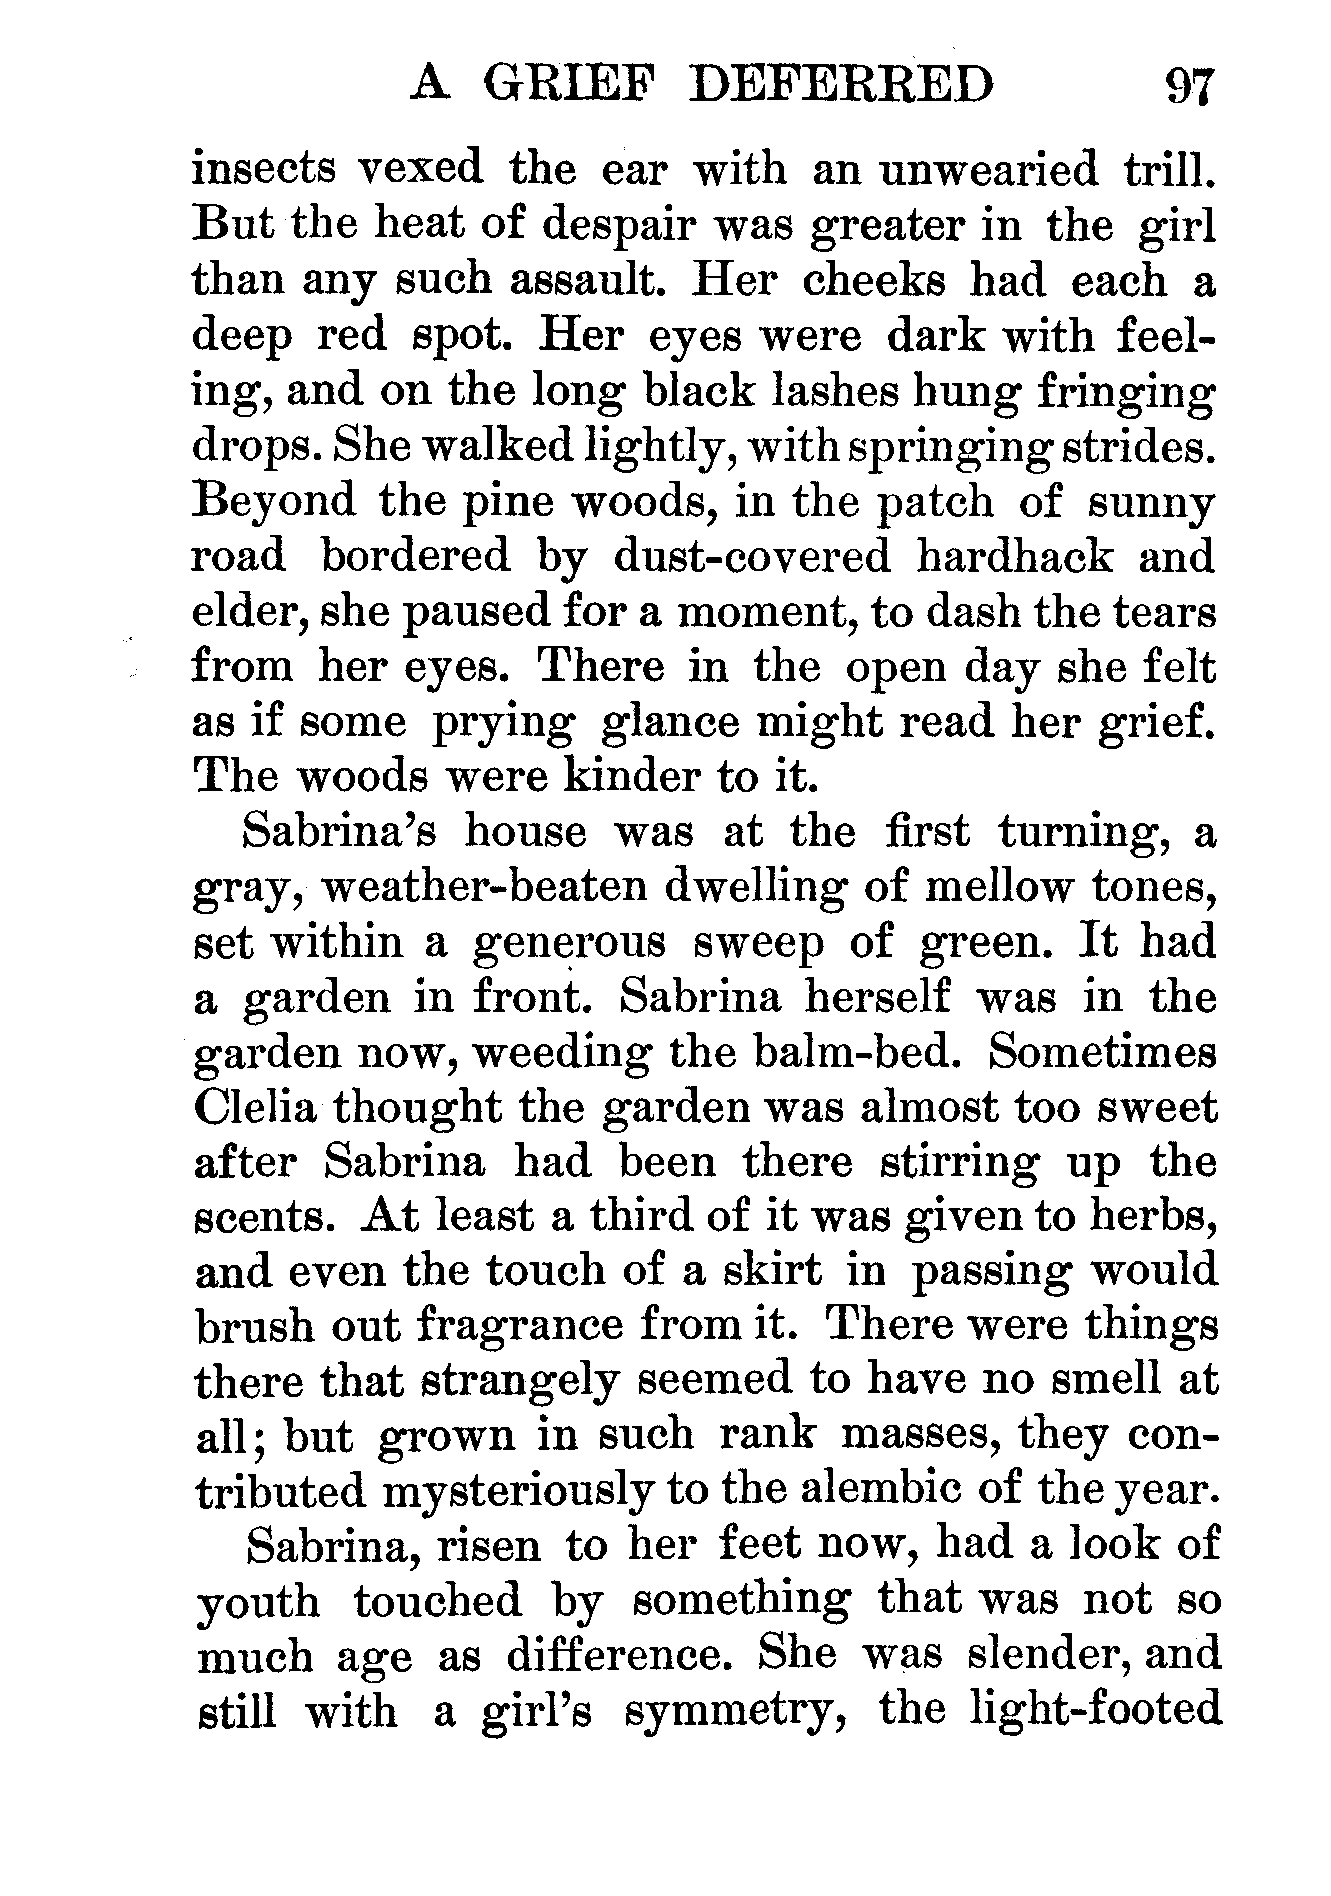 A GRIEF DEFERRED 97
insects vexed the ear with an unwearied trill.
But the heat of despair was greater in the girl
than any such assault. Her cheeks had each a
deep red spot. Her eyes were dark with feel-
ing, and on the long black lashes hung fringing
drops. She walked lightly, with springing strides.
Beyond the pine woods, in the patch of sunny
road bordered by dust-covered hardhack and
elder, she paused for a moment, to dash the tears
from her eyes. There in the open day she felt
as if some prying glance might read her grief.
The woods were kinder to it.
Sabrina's house was at the first turning, a
gray, weather-beaten dwelling of mellow tones,
set within a generous sweep of green. It had
a garden in front. Sabrina herself was in the
garden now, weeding the balm-bed. Sometimes
Clelia thought the garden was almost too sweet
after Sabrina had been there stirring up the
scents. At least a third of it was given to herbs,
and even the touch of a skirt in passing would
brush out fragrance from it. There were things
there that strangely seemed to have no smell at
all; but grown in such rank masses, they con-
tributed mysteriously to the alembic of the year.
Sabrina, risen to her feet now, had a look of
youth touched by something that was not so
much age as difference. She was slender, and
still with a girl's symmetry, the light-footed